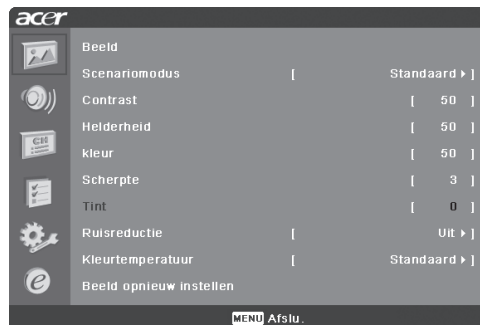 acer
Beeld
Scenariomodus [ Standaard ▸ ]
Contrast [ 50 ]
Helderheid [ 50 ]
kleur [ 50 ]
Scherpte [ 3 ]
Tint [ 0 ]
Ruisreductie [ Uit ▸ ]
Kleurtemperatuur [ Standaard ▸ ]
Beeld opnieuw instellen
CH
e
MENU Afslu.